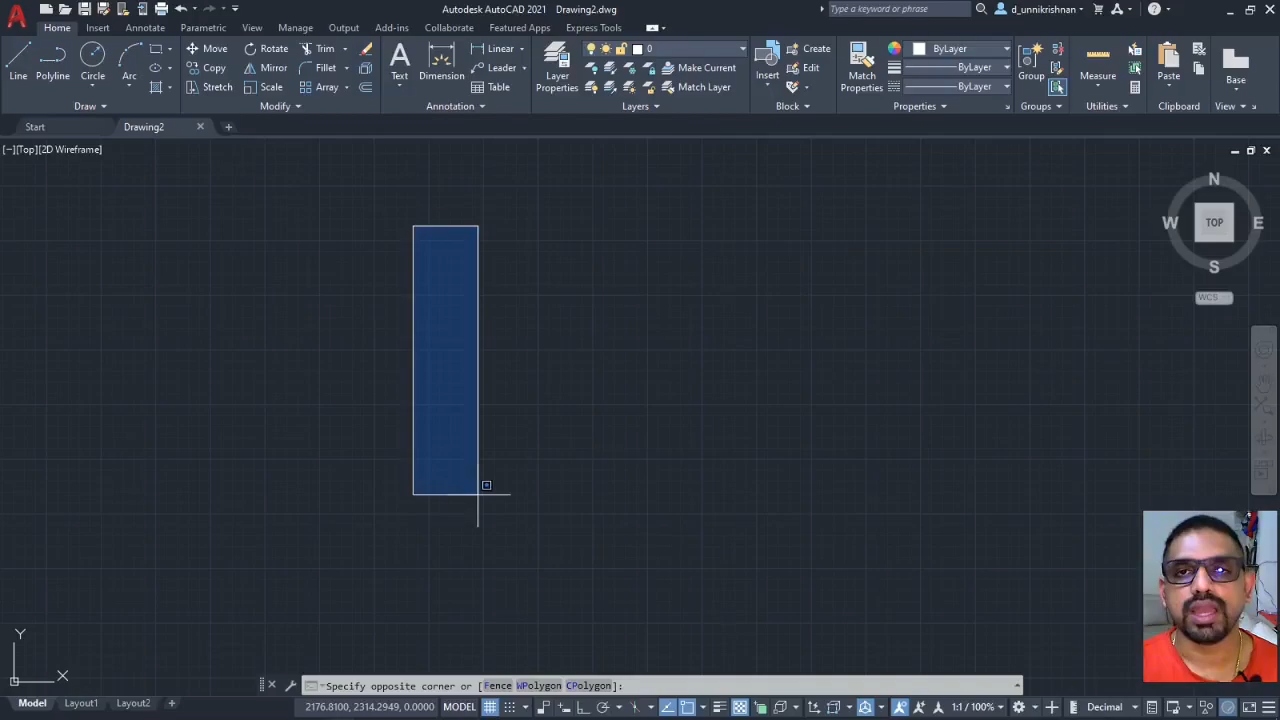 Autodesk AutoCAD 2021 Drawing2.dwg
Type a keyword or phrase
d_unnikrishnan
Home Insert Annotate Parametric View Manage Output Add-ins Collaborate Express Tools Featured Apps
Line Polyline Circle Arc
Move Rotate Trim
Copy Mirror Fillet
Stretch Scale Array
Text Dimension
Linear
Leader
Table
Layer Properties
0
Make Current
Match Layer
Insert
Create
Edit
Match Properties
ByLayer
ByLayer
ByLayer
Group
Measure
Paste
Base
Draw Modify Annotation Layers Block Properties Groups Utilities Clipboard View
Start Drawing2
[−][Top][2D Wireframe]
N
W TOP E
S
WCS
Y
X
Specify opposite corner or [Fence WPolygon CPolygon]:
Model Layout1 Layout2
2176.8100, 2314.2949, 0.0000 MODEL 1:1 / 100% Decimal